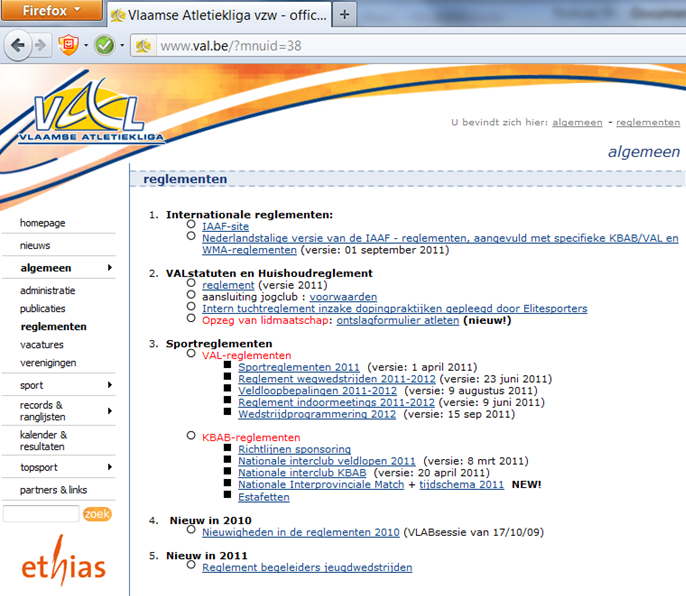 Firefox
Vlaamse Atletiekliga vzw - offic...
www.val.be/?mnuid=38
VAL
VLAAMSE ATLETIEKLIGA
U bevindt zich hier: algemeen - reglementen
algemeen
homepage
nieuws
algemeen
administratie
publicaties
reglementen
vacatures
verenigingen
sport
records &
ranglijsten
kalender &
resultaten
topsport
partners & links
zoek
ethias
reglementen
1. Internationale reglementen:
IAAF-site
Nederlandstalige versie van de IAAF - reglementen, aangevuld met specifieke KBAB/VAL en
WMA-reglementen (versie: 01 september 2011)
2. VALstatuten en Huishoudreglement
reglement (versie 2011)
aansluiting jogclub : voorwaarden
Intern tuchtreglement inzake dopingpraktijken gepleegd door Elitesporters
Opzeg van lidmaatschap: ontslagformulier atleten (nieuw!)
3. Sportreglementen
VAL-reglementen
Sportreglementen 2011 (versie: 1 april 2011)
Reglement wegwedstrijden 2011-2012 (versie: 23 juni 2011)
Veldloopbepalingen 2011-2012 (versie: 9 augustus 2011)
Reglement indoormeetings 2011-2012 (versie: 9 juni 2011)
Wedstrijdprogrammering 2012 (versie: 15 sep 2011)
KBAB-reglementen
Richtlijnen sponsoring
Nationale interclub veldlopen 2011 (versie: 8 mrt 2011)
Nationale interclub KBAB (versie: 20 april 2011)
Nationale Interprovinciale Match + tijdschema 2011 NEW!
Estafetten
4. Nieuw in 2010
Nieuwigheden in de reglementen 2010 (VLABsessie van 17/10/09)
5. Nieuw in 2011
Reglement begeleiders jeugdwedstrijden